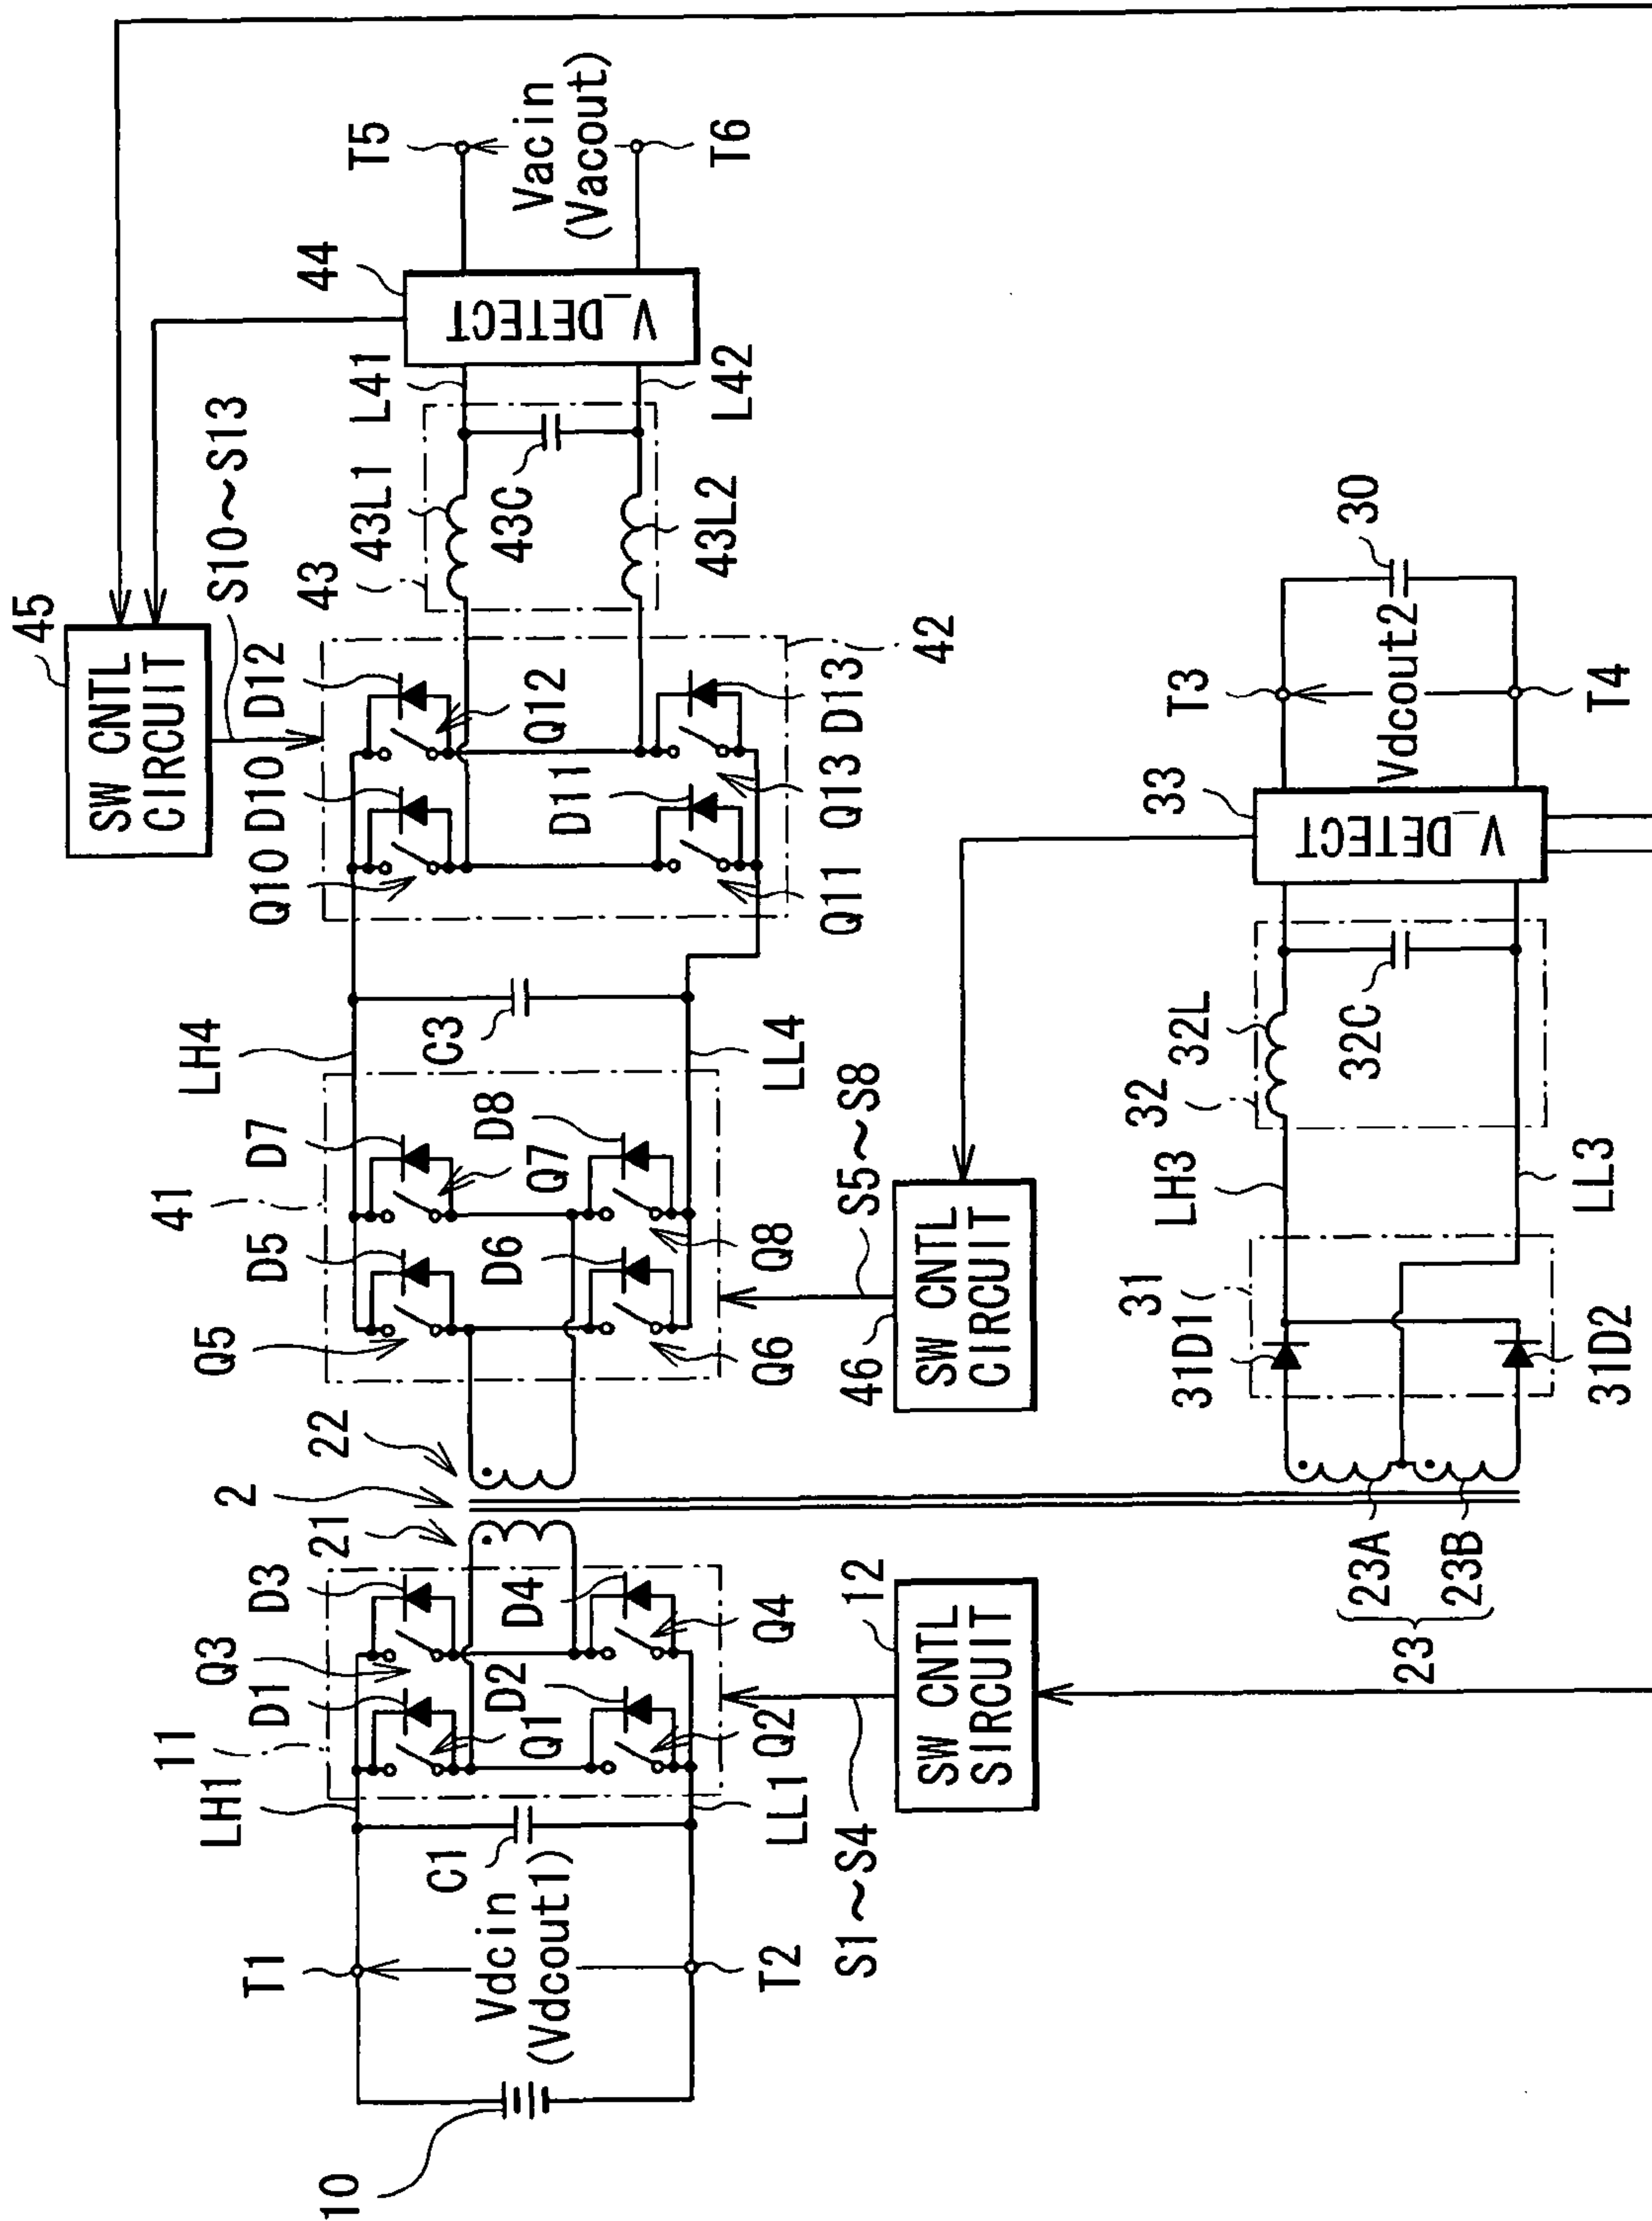 45
SW CNTL
CIRCUIT
S10~S13
T5
Vacin
(Vacout)
T6
44
V_DETECT
L41
L42
43
43L1
43C
43L2
42
D12
D10
Q10
Q12
D11
D13
Q13
Q11
LH4
C3
LL4
41
D7
D5
Q5
D8
Q7
D6
Q8
Q6
S5~S8
46
SW CNTL
CIRCUIT
22
2
21
11
LH1
D3
Q3
D1
D4
D2
Q1
Q4
Q2
LL1
C1
T1
Vdcin
(Vdcout1)
T2
10
S1~S4
12
SW CNTL
SIRCUIT
23A
23B
23
31
31D1
31D2
LH3
LL3
32
32L
32C
33
V_DETECT
T3
Vdcout2
T4
30